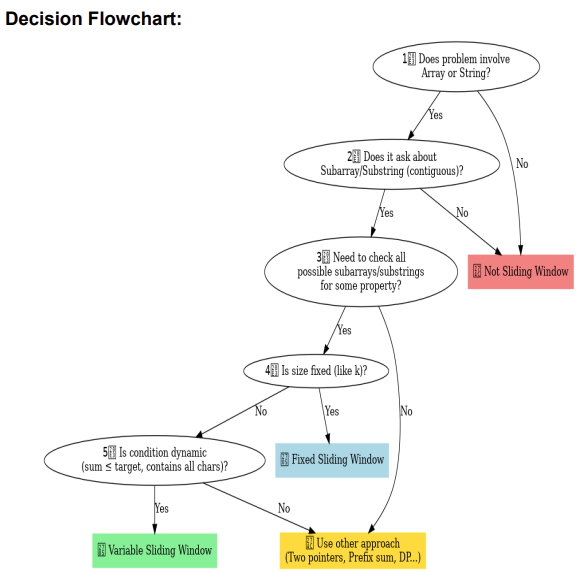 Decision Flowchart:
1 Does problem involve
Array or String?
Yes
No
2 Does it ask about
Subarray/Substring (contiguous)?
Yes
No
3 Need to check all
possible subarrays/substrings
for some property?
Not Sliding Window
Yes
No
4 Is size fixed (like k)?
No
Yes
5 Is condition dynamic
(sum ≤ target, contains all chars)?
Fixed Sliding Window
Yes
No
Variable Sliding Window
Use other approach
(Two pointers, Prefix sum, DP...)